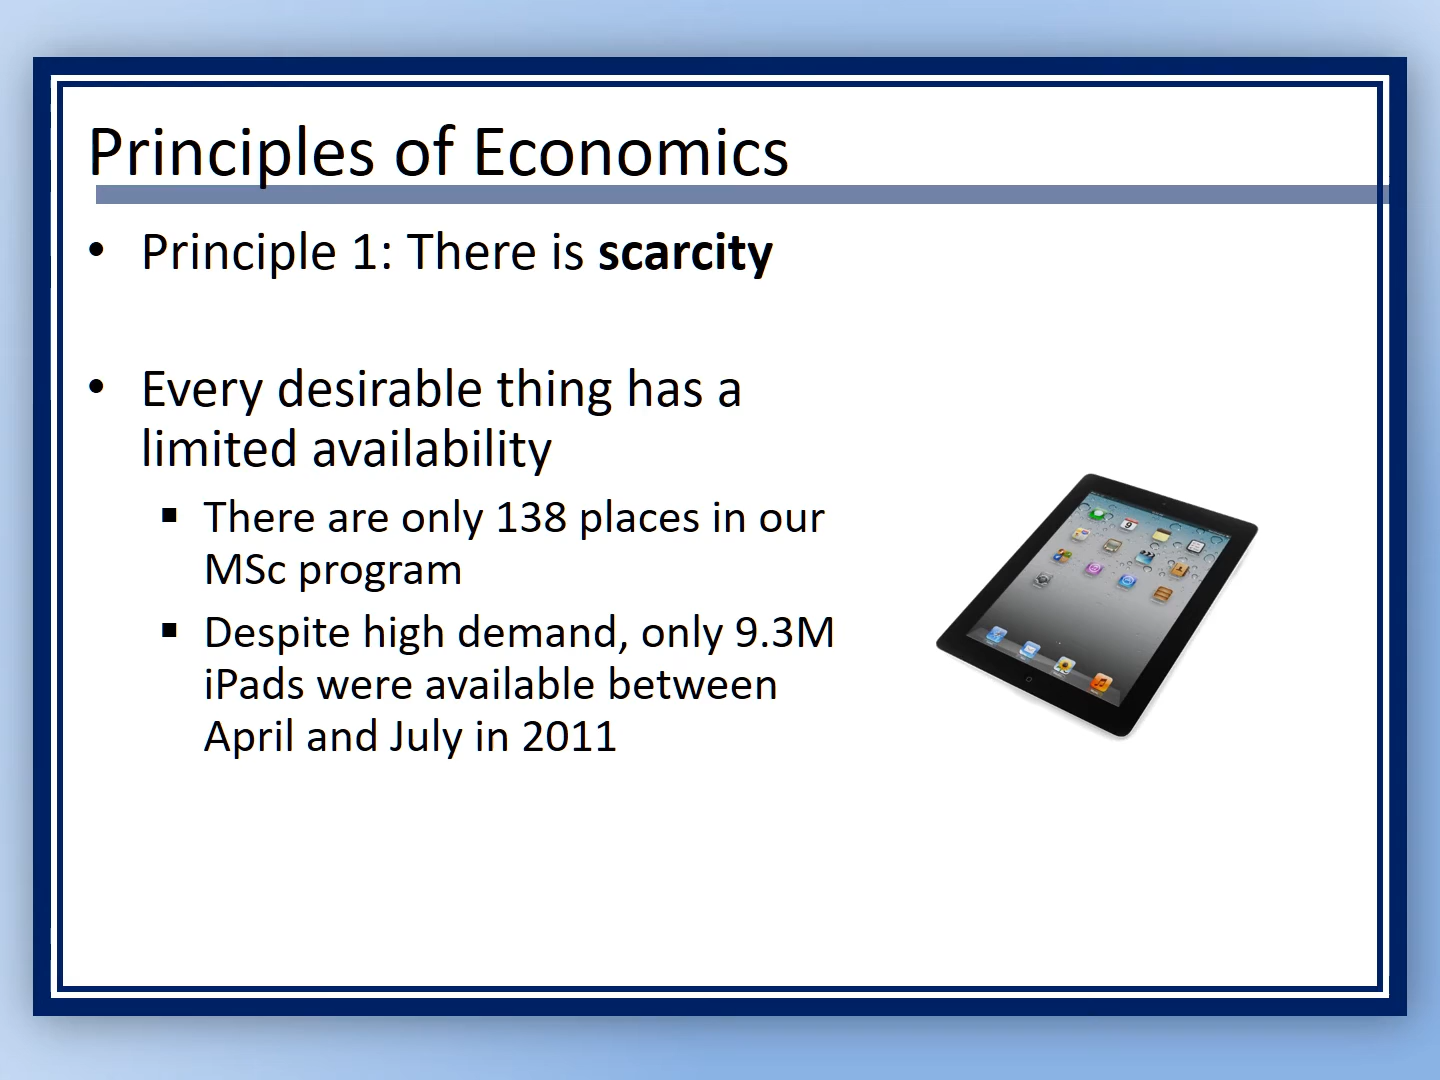 Principles of Economics
• Principle 1: There is scarcity
• Every desirable thing has a
limited availability
▪ There are only 138 places in our
MSc program
▪ Despite high demand, only 9.3M
iPads were available between
April and July in 2011
9